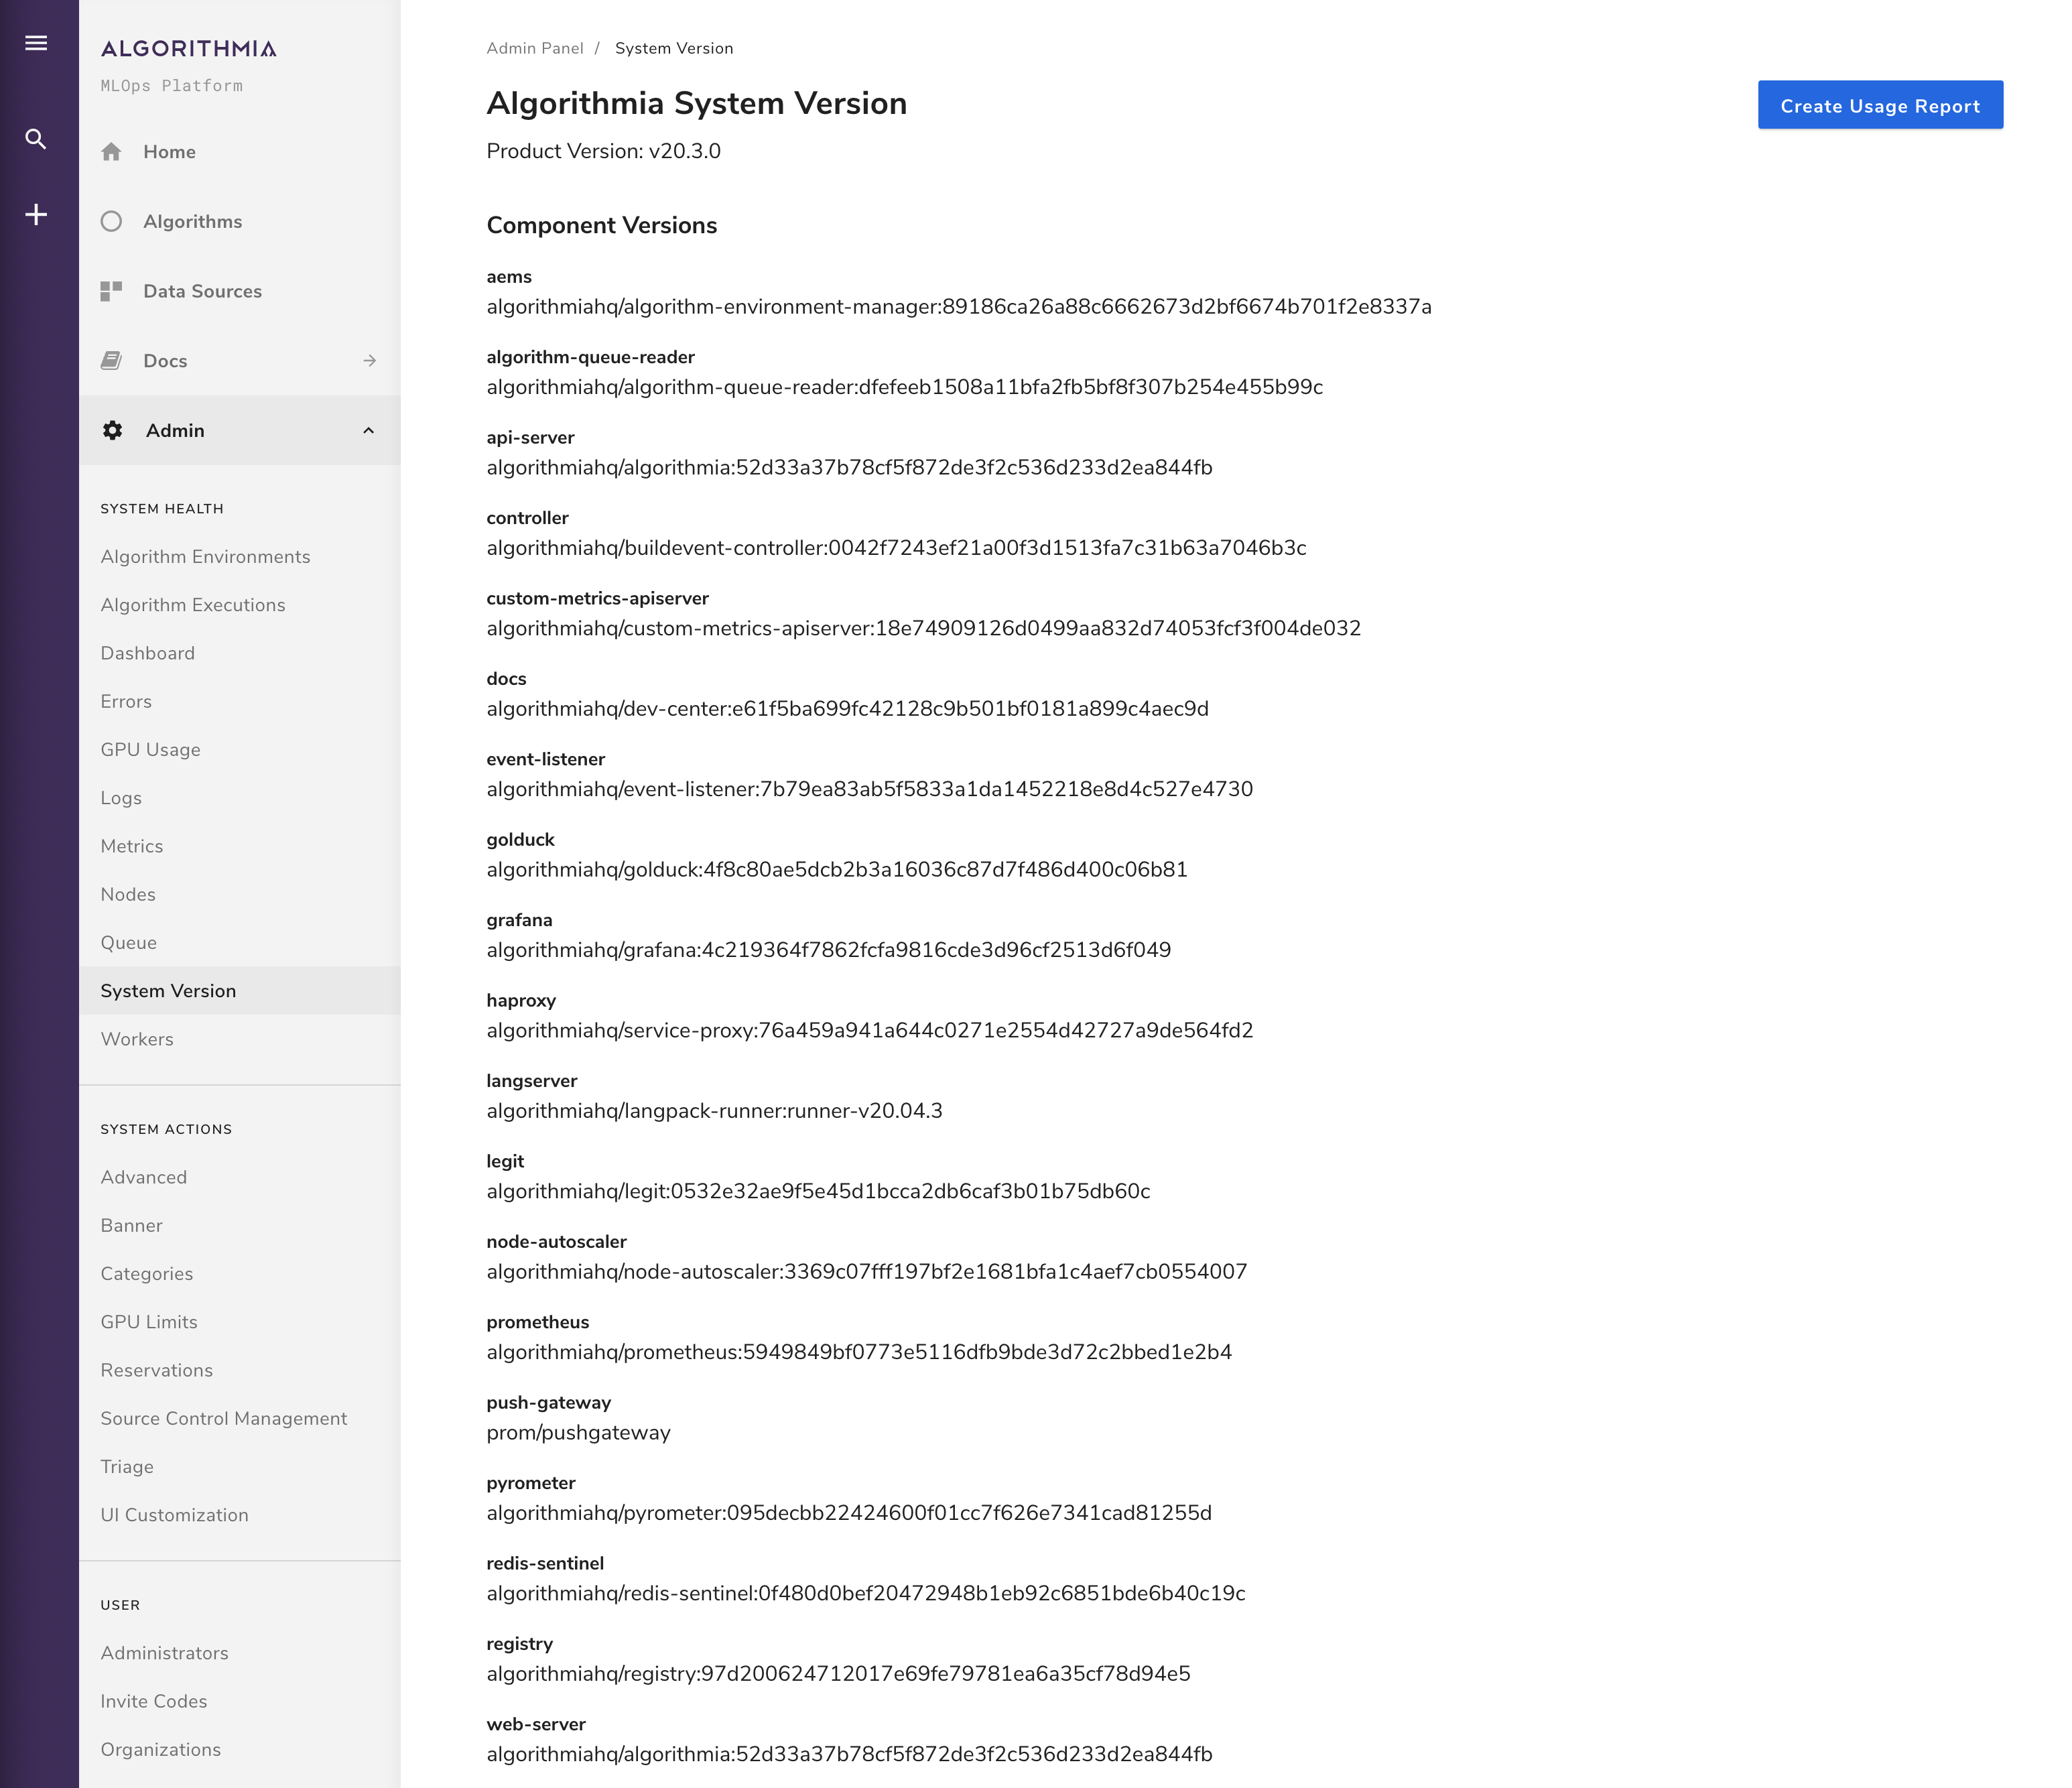 ALGORITHMIA
MLOps Platform
Home
Algorithms
Data Sources
Docs
Admin
SYSTEM HEALTH
Algorithm Environments
Algorithm Executions
Dashboard
Errors
GPU Usage
Logs
Metrics
Nodes
Queue
System Version
Workers
SYSTEM ACTIONS
Advanced
Banner
Categories
GPU Limits
Reservations
Source Control Management
Triage
UI Customization
USER
Administrators
Invite Codes
Organizations
Admin Panel / System Version
Algorithmia System Version
Create Usage Report
Product Version: v20.3.0
Component Versions
aems
algorithmiahq/algorithm-environment-manager:89186ca26a88c6662673d2bf6674b701f2e8337a
algorithm-queue-reader
algorithmiahq/algorithm-queue-reader:dfefeeb1508a11bfa2fb5bf8f307b254e455b99c
api-server
algorithmiahq/algorithmia:52d33a37b78cf5f872de3f2c536d233d2ea844fb
controller
algorithmiahq/buildevent-controller:0042f7243ef21a00f3d1513fa7c31b63a7046b3c
custom-metrics-apiserver
algorithmiahq/custom-metrics-apiserver:18e74909126d0499aa832d74053fcf3f004de032
docs
algorithmiahq/dev-center:e61f5ba699fc42128c9b501bf0181a899c4aec9d
event-listener
algorithmiahq/event-listener:7b79ea83ab5f5833a1da1452218e8d4c527e4730
golduck
algorithmiahq/golduck:4f8c80ae5dcb2b3a16036c87d7f486d400c06b81
grafana
algorithmiahq/grafana:4c219364f7862fcfa9816cde3d96cf2513d6f049
haproxy
algorithmiahq/service-proxy:76a459a941a644c0271e2554d42727a9de564fd2
langserver
algorithmiahq/langpack-runner:runner-v20.04.3
legit
algorithmiahq/legit:0532e32ae9f5e45d1bcca2db6caf3b01b75db60c
node-autoscaler
algorithmiahq/node-autoscaler:3369c07fff197bf2e1681bfa1c4aef7cb0554007
prometheus
algorithmiahq/prometheus:5949849bf0773e5116dfb9bde3d72c2bbed1e2b4
push-gateway
prom/pushgateway
pyrometer
algorithmiahq/pyrometer:095decbb22424600f01cc7f626e7341cad81255d
redis-sentinel
algorithmiahq/redis-sentinel:0f480d0bef20472948b1eb92c6851bde6b40c19c
registry
algorithmiahq/registry:97d200624712017e69fe79781ea6a35cf78d94e5
web-server
algorithmiahq/algorithmia:52d33a37b78cf5f872de3f2c536d233d2ea844fb